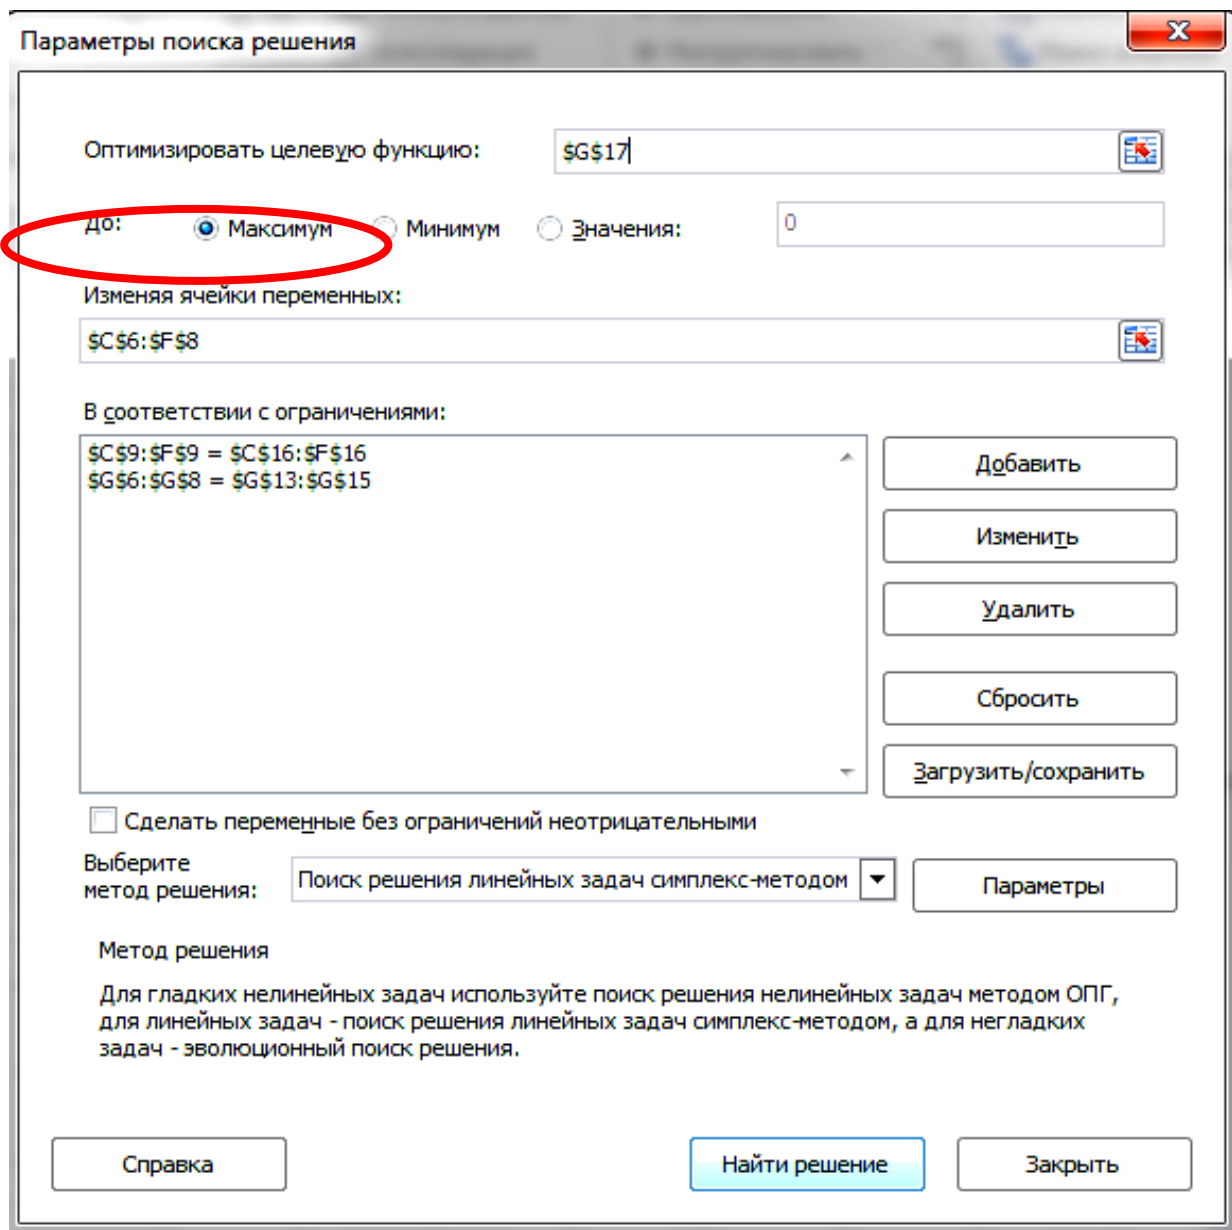 Параметры поиска решения
Оптимизировать целевую функцию: $G$17
До: Максимум Минимум Значения: 0
Изменяя ячейки переменных:
$C$6:$F$8
В соответствии с ограничениями:
$C$9:$F$9 = $C$16:$F$16
$G$6:$G$8 = $G$13:$G$15
Добавить
Изменить
Удалить
Сбросить
Загрузить/сохранить
Сделать переменные без ограничений неотрицательными
Выберите
метод решения:
Поиск решения линейных задач симплекс-методом
Параметры
Метод решения
Для гладких нелинейных задач используйте поиск решения нелинейных задач методом ОПГ,
для линейных задач - поиск решения линейных задач симплекс-методом, а для негладких
задач - эволюционный поиск решения.
Справка Найти решение Закрыть